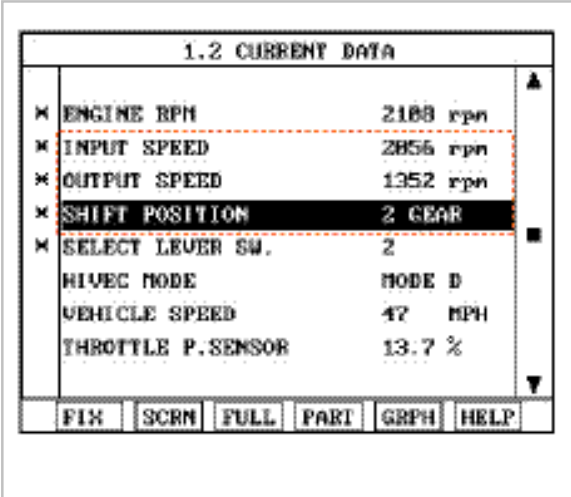 1.2 CURRENT DATA
* ENGINE RPM 2108 rpm
* INPUT SPEED 2056 rpm
* OUTPUT SPEED 1352 rpm
* SHIFT POSITION 2 GEAR
* SELECT LEVER SW. 2
HIVEC MODE MODE D
VEHICLE SPEED 47 MPH
THROTTLE P.SENSOR 13.7 %
FIX SCRN FULL PART GRPH HELP